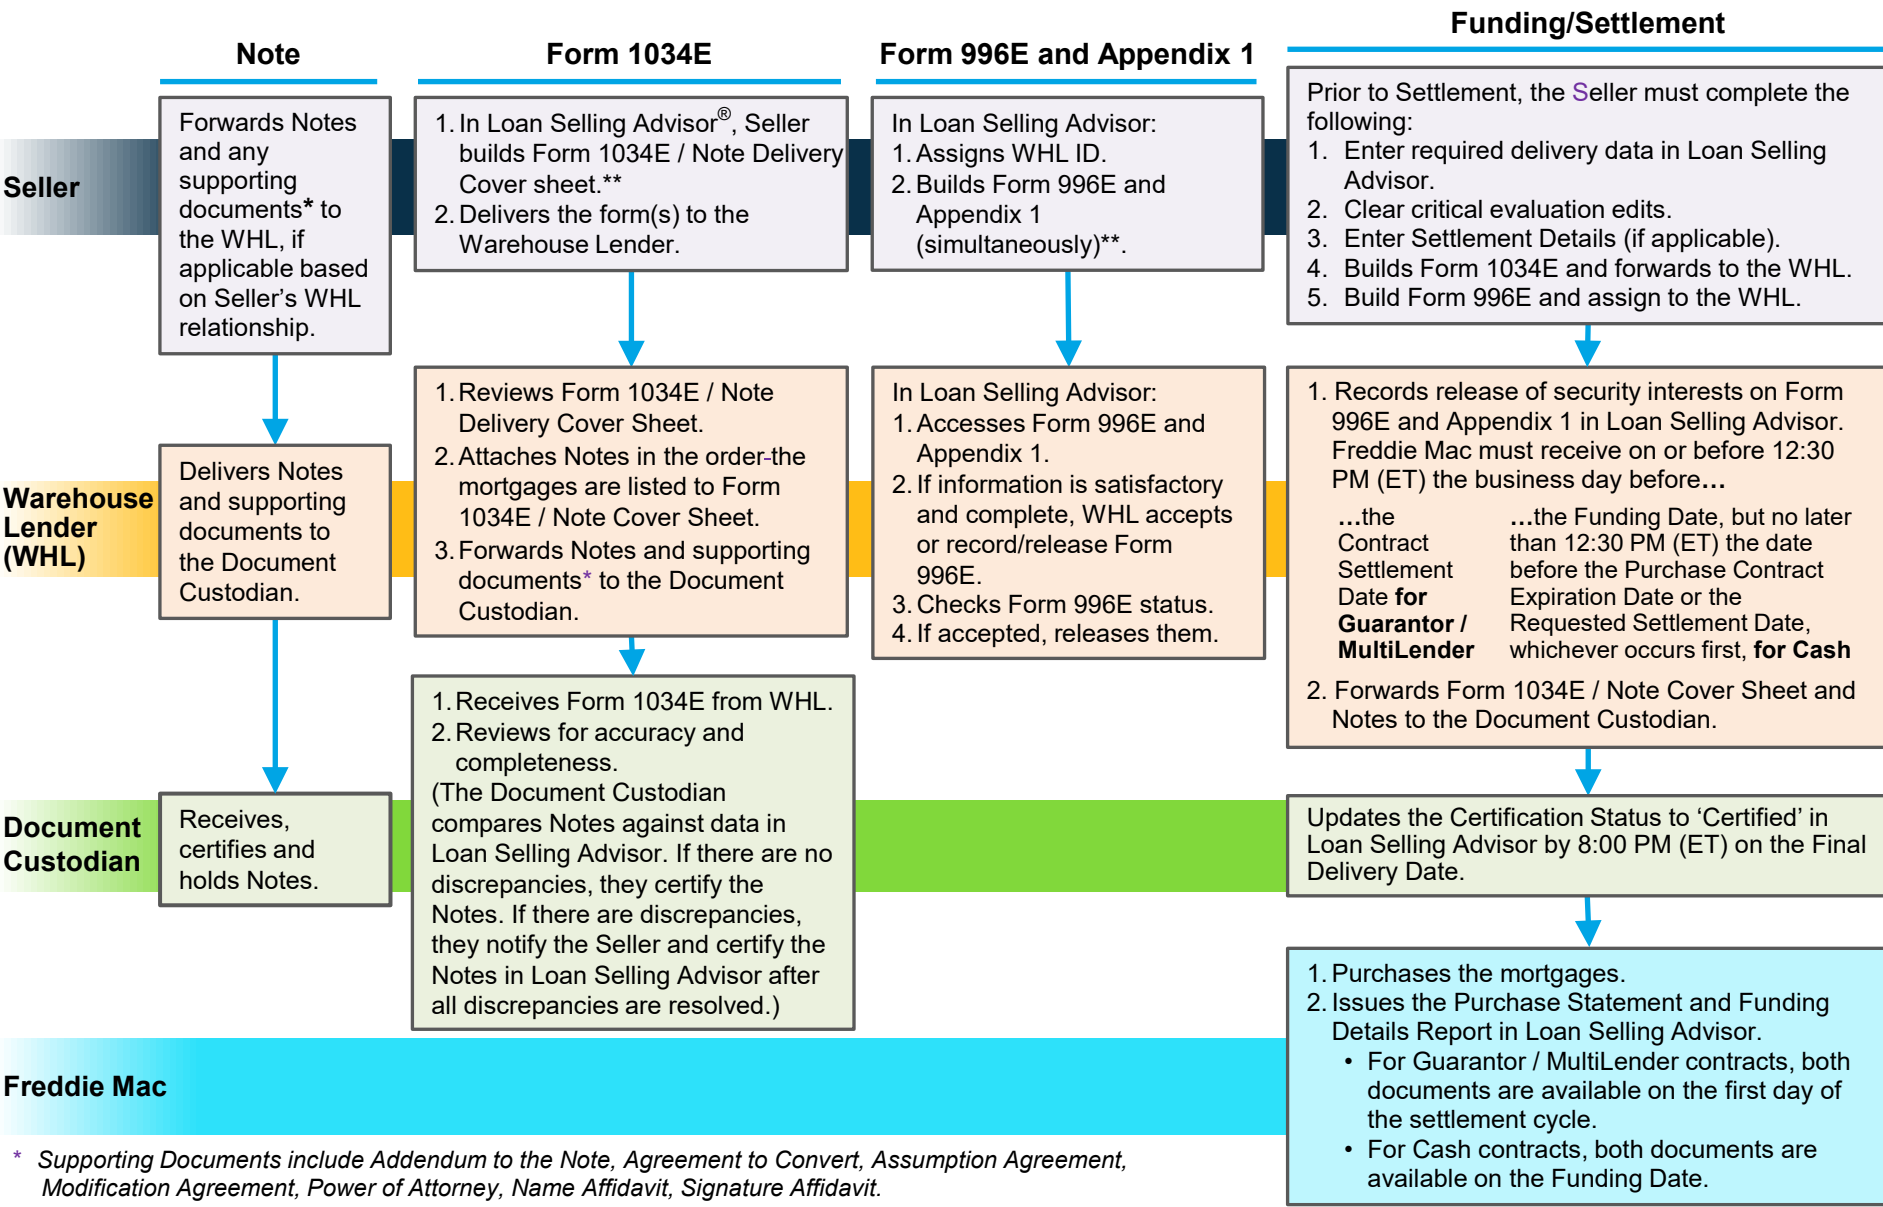 Note
Form 1034E
Form 996E and Appendix 1
Funding/Settlement
Seller
Forwards Notes
and any
supporting
documents* to
the WHL, if
applicable based
on Seller’s WHL
relationship.
1. In Loan Selling Advisor®, Seller
builds Form 1034E / Note Delivery
Cover sheet.**
2. Delivers the form(s) to the
Warehouse Lender.
In Loan Selling Advisor:
1. Assigns WHL ID.
2. Builds Form 996E and
Appendix 1
(simultaneously)**.
Prior to Settlement, the Seller must complete the
following:
1. Enter required delivery data in Loan Selling
Advisor.
2. Clear critical evaluation edits.
3. Enter Settlement Details (if applicable).
4. Builds Form 1034E and forwards to the WHL.
5. Build Form 996E and assign to the WHL.
Warehouse
Lender
(WHL)
Delivers Notes
and supporting
documents to
the Document
Custodian.
1. Reviews Form 1034E / Note
Delivery Cover Sheet.
2. Attaches Notes in the order-the
mortgages are listed to Form
1034E / Note Cover Sheet.
3. Forwards Notes and supporting
documents* to the Document
Custodian.
In Loan Selling Advisor:
1. Accesses Form 996E and
Appendix 1.
2. If information is satisfactory
and complete, WHL accepts
or record/release Form
996E.
3. Checks Form 996E status.
4. If accepted, releases them.
1. Records release of security interests on Form
996E and Appendix 1 in Loan Selling Advisor.
Freddie Mac must receive on or before 12:30
PM (ET) the business day before…
…the
Contract
Settlement
Date for
Guarantor /
MultiLender
…the Funding Date, but no later
than 12:30 PM (ET) the date
before the Purchase Contract
Expiration Date or the
Requested Settlement Date,
whichever occurs first, for Cash
2. Forwards Form 1034E / Note Cover Sheet and
Notes to the Document Custodian.
Document
Custodian
Receives,
certifies and
holds Notes.
1. Receives Form 1034E from WHL.
2. Reviews for accuracy and
completeness.
(The Document Custodian
compares Notes against data in
Loan Selling Advisor. If there are no
discrepancies, they certify the
Notes. If there are discrepancies,
they notify the Seller and certify the
Notes in Loan Selling Advisor after
all discrepancies are resolved.)
Updates the Certification Status to ‘Certified’ in
Loan Selling Advisor by 8:00 PM (ET) on the Final
Delivery Date.
Freddie Mac
1. Purchases the mortgages.
2. Issues the Purchase Statement and Funding
Details Report in Loan Selling Advisor.
• For Guarantor / MultiLender contracts, both
documents are available on the first day of
the settlement cycle.
• For Cash contracts, both documents are
available on the Funding Date.
* Supporting Documents include Addendum to the Note, Agreement to Convert, Assumption Agreement,
Modification Agreement, Power of Attorney, Name Affidavit, Signature Affidavit.